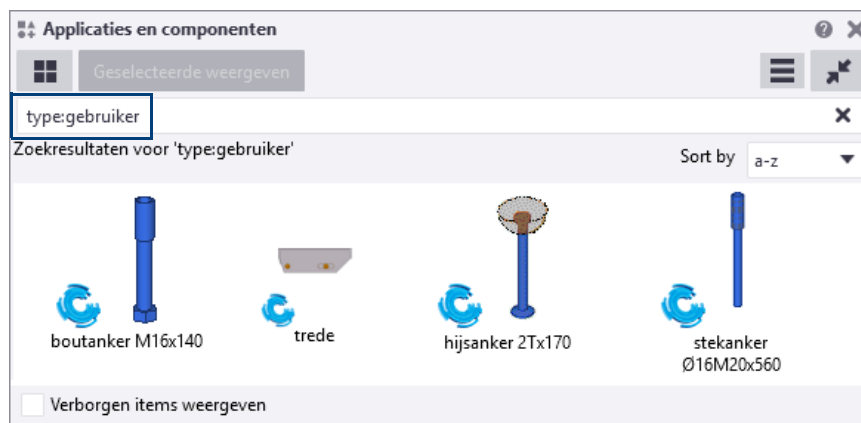 Applicaties en componenten
Geselecteerde weergeven
type:gebruiker
Zoekresultaten voor 'type:gebruiker'
Sort by a-z
boutanker M16x140
trede
hijsanker 2Tx170
stekanker
Ø16M20x560
Verborgen items weergeven